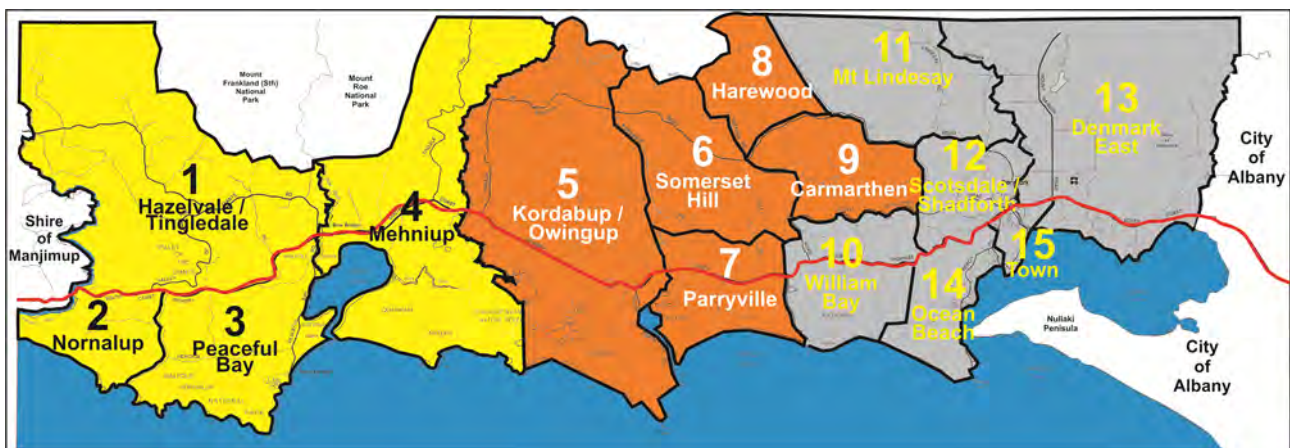 Mount
Frankland (Sth)
National
Park
Mount
Roe
National
Park
Shire
of
Manjimup
1
Hazelvale /
Tingledale
2
Nornalup
3
Peaceful
Bay
4
Mehniup
5
Kordabup /
Owingup
6
Somerset
Hill
7
Parryville
8
Harewood
9
Carmarthen
10
William
Bay
11
Mt Lindesay
12
Scotsdale /
Shadforth
13
Denmark
East
14
Ocean
Beach
15
Town
Nullaki
Penisula
City
of
Albany
City
of
Albany